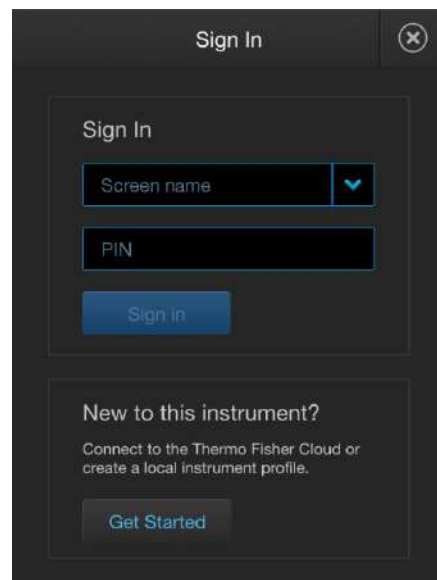 Sign In
Sign In
Screen name
PIN
Sign in
New to this instrument?
Connect to the Thermo Fisher Cloud or
create a local instrument profile.
Get Started